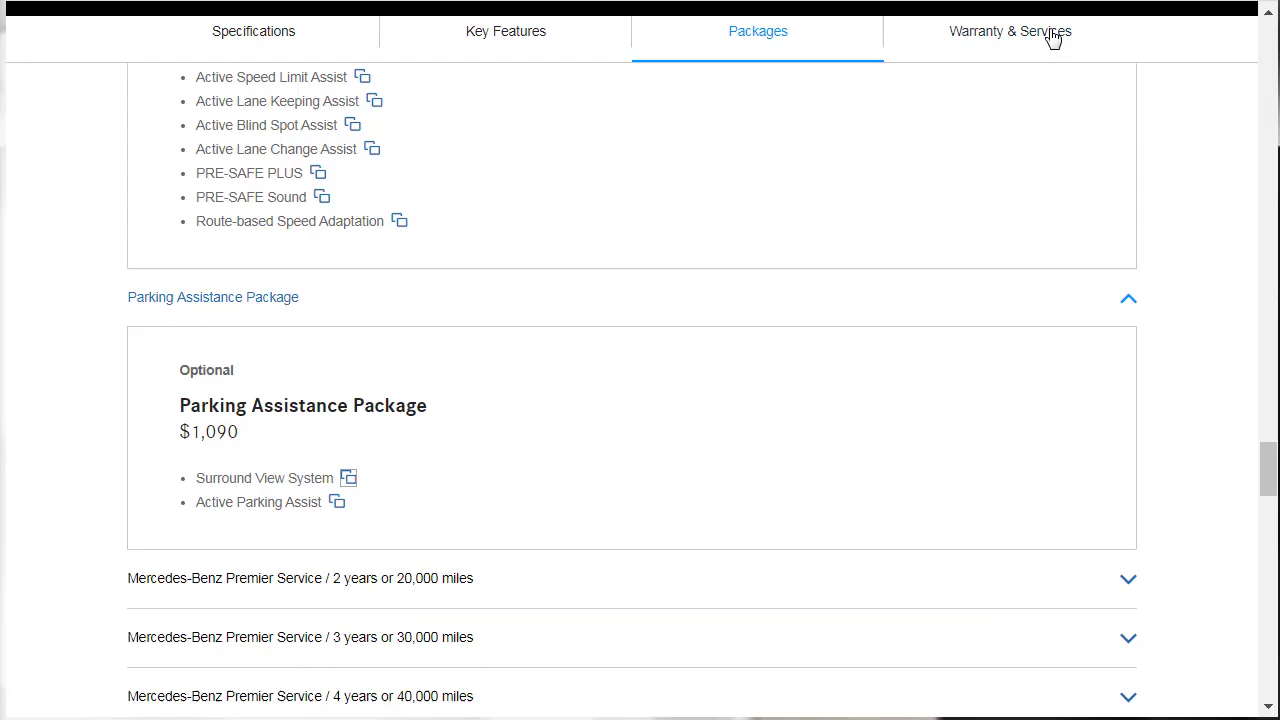 Specifications
Key Features
Packages
Warranty & Services
Active Speed Limit Assist
Active Lane Keeping Assist
Active Blind Spot Assist
Active Lane Change Assist
PRE-SAFE PLUS
PRE-SAFE Sound
Route-based Speed Adaptation
Parking Assistance Package
Optional
Parking Assistance Package
$1,090
Surround View System
Active Parking Assist
Mercedes-Benz Premier Service / 2 years or 20,000 miles
Mercedes-Benz Premier Service / 3 years or 30,000 miles
Mercedes-Benz Premier Service / 4 years or 40,000 miles